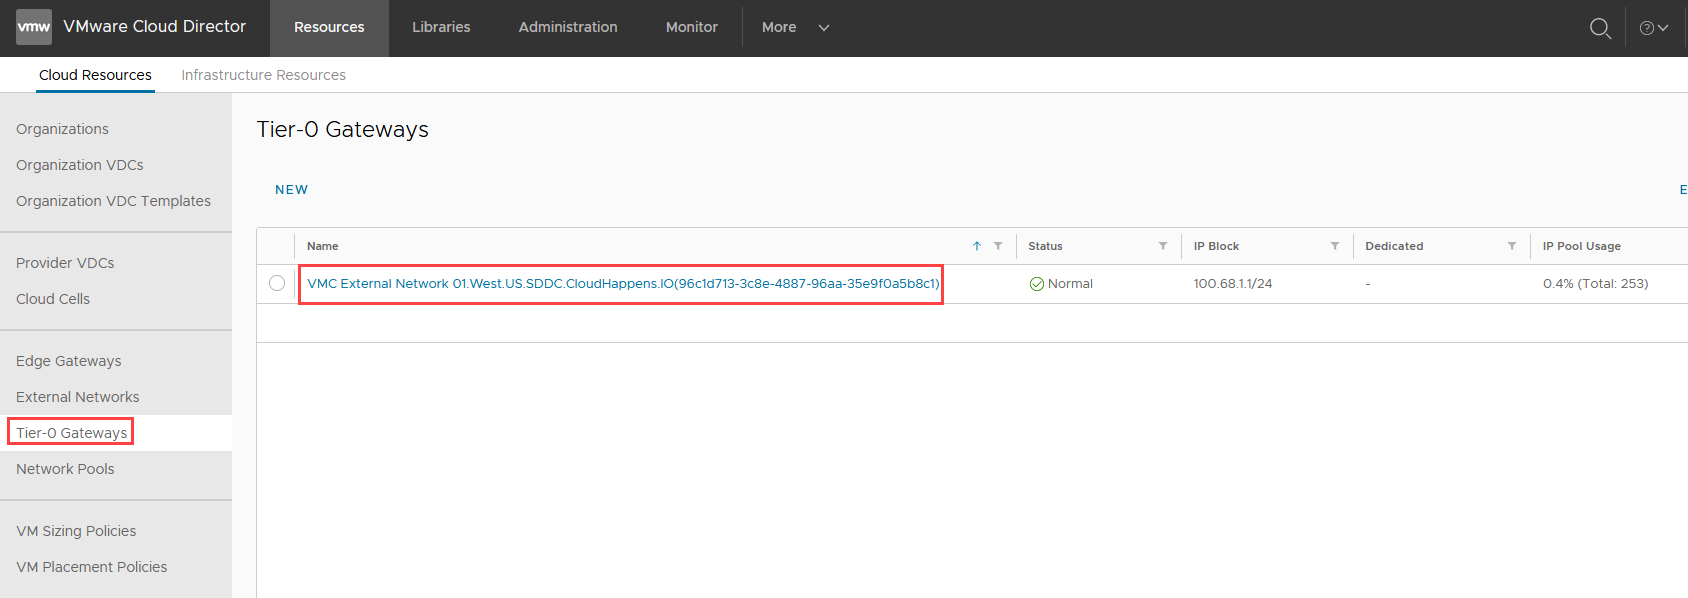 vmw VMware Cloud Director Resources Libraries Administration Monitor More
Cloud Resources Infrastructure Resources
Organizations
Organization VDCs
Organization VDC Templates
Provider VDCs
Cloud Cells
Edge Gateways
External Networks
Tier-0 Gateways
Network Pools
VM Sizing Policies
VM Placement Policies
Tier-0 Gateways
NEW
E
Name Status IP Block Dedicated IP Pool Usage
VMC External Network 01.West.US.SDDC.CloudHappens.IO(96c1d713-3c8e-4887-96aa-35e9f0a5b8c1) Normal 100.68.1.1/24 - 0.4% (Total: 253)